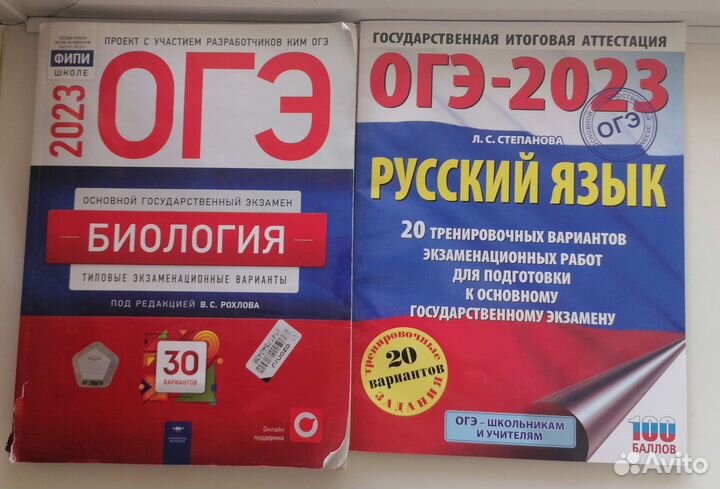 ПРОЕКТ С УЧАСТИЕМ РАЗРАБОТЧИКОВ КИМ ОГЭ
ФИПИ
ШКОЛЕ
2023
ОГЭ
ОСНОВНОЙ ГОСУДАРСТВЕННЫЙ ЭКЗАМЕН
БИОЛОГИЯ
ТИПОВЫЕ ЭКЗАМЕНАЦИОННЫЕ ВАРИАНТЫ
ПОД РЕДАКЦИЕЙ В.С. РОХЛОВА
30
ВАРИАНТОВ
Онлайн
поддержка
ГОСУДАРСТВЕННАЯ ИТОГОВАЯ АТТЕСТАЦИЯ
ОГЭ-2023
ОГЭ
Л. С. СТЕПАНОВА
РУССКИЙ ЯЗЫК
20 ТРЕНИРОВОЧНЫХ ВАРИАНТОВ
ЭКЗАМЕНАЦИОННЫХ РАБОТ
ДЛЯ ПОДГОТОВКИ
К ОСНОВНОМУ
ГОСУДАРСТВЕННОМУ ЭКЗАМЕНУ
тренировочные
20
вариантов
ЗАДАНИЯ
ОГЭ – ШКОЛЬНИКАМ
И УЧИТЕЛЯМ
100
БАЛЛОВ
Avito